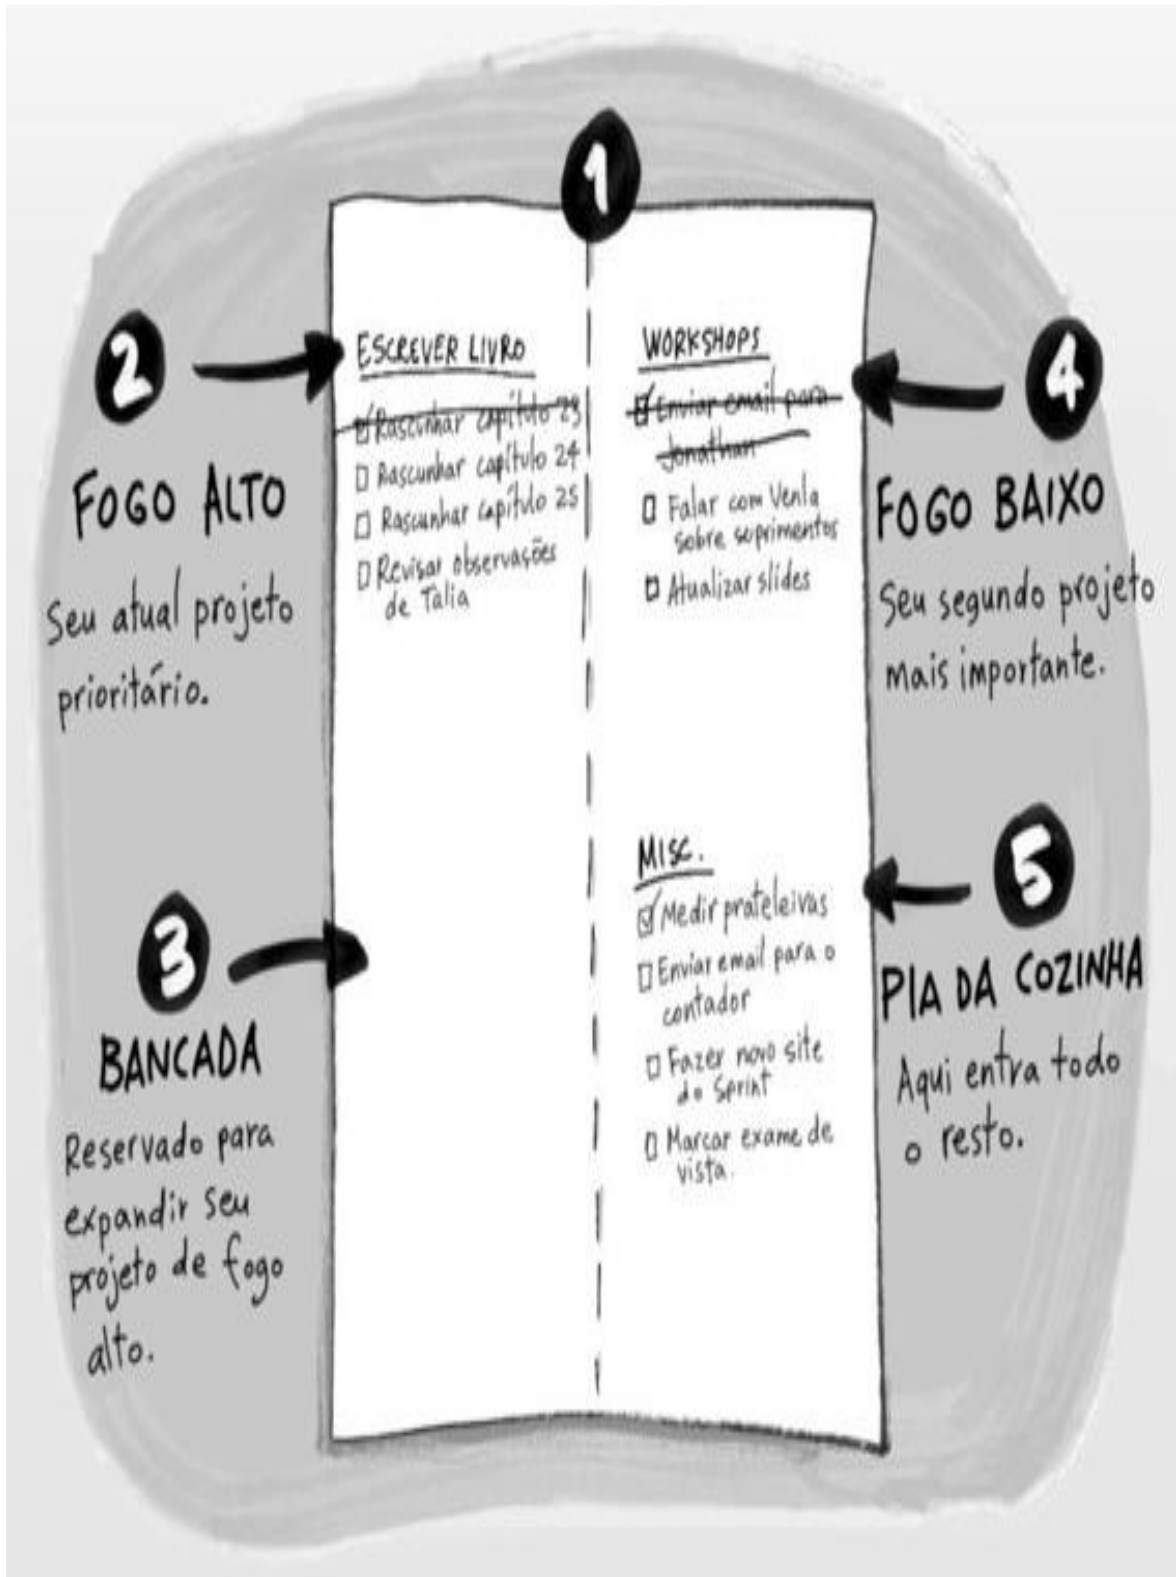 1
2
ESCREVER LIVRO
Rascunhar capítulo 23
Rascunhar capítulo 24
Rascunhar capítulo 25
Revisar observações
de Talia
FOGO ALTO
Seu atual projeto
prioritário.
3
BANCADA
Reservado para
expandir seu
projeto de fogo
alto.
4
WORKSHOPS
Enviar email para
Jonathan
Falar com Venla
sobre suprimentos
Atualizar slides
FOGO BAIXO
Seu segundo projeto
mais importante.
5
MISC.
Medir prateleiras
Enviar email para o
contador
Fazer novo site
do Sprint
Marcar exame de
vista.
PIA DA COZINHA
Aqui entra todo
o resto.